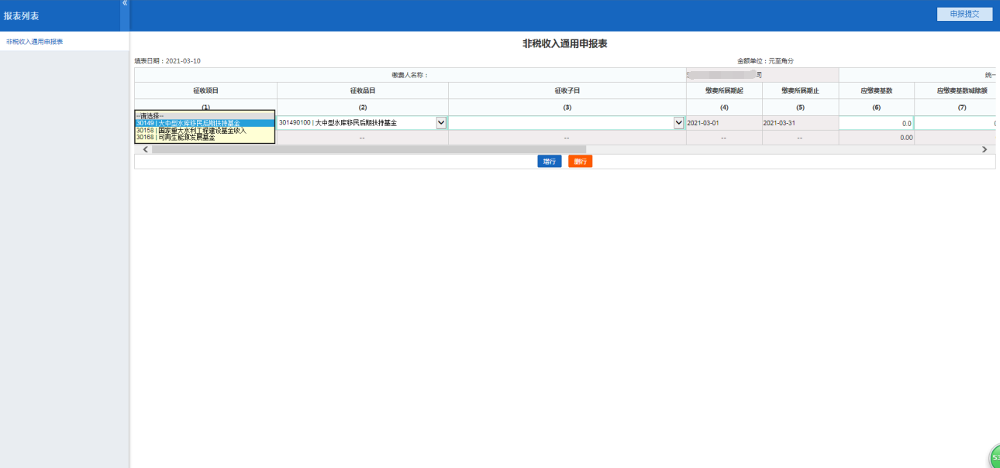 «
报表列表
申报提交
非税收入通用申报表
非税收入通用申报表
填表日期：2021-03-10
金额单位：元至角分
缴费人名称：
司
统一
征收项目
征收品目
征收子目
缴费所属期起
缴费所属期止
应缴费基数
应缴费基数减除额
(1)
(2)
(3)
(4)
(5)
(6)
(7)
--请选择--
30149 | 大中型水库移民后期扶持基金
30158 | 国家重大水利工程建设基金收入
30168 | 可再生能源发展基金
301490100 | 大中型水库移民后期扶持基金
2021-03-01
2021-03-31
0.0
--
--
--
--
0.00
增行
删行